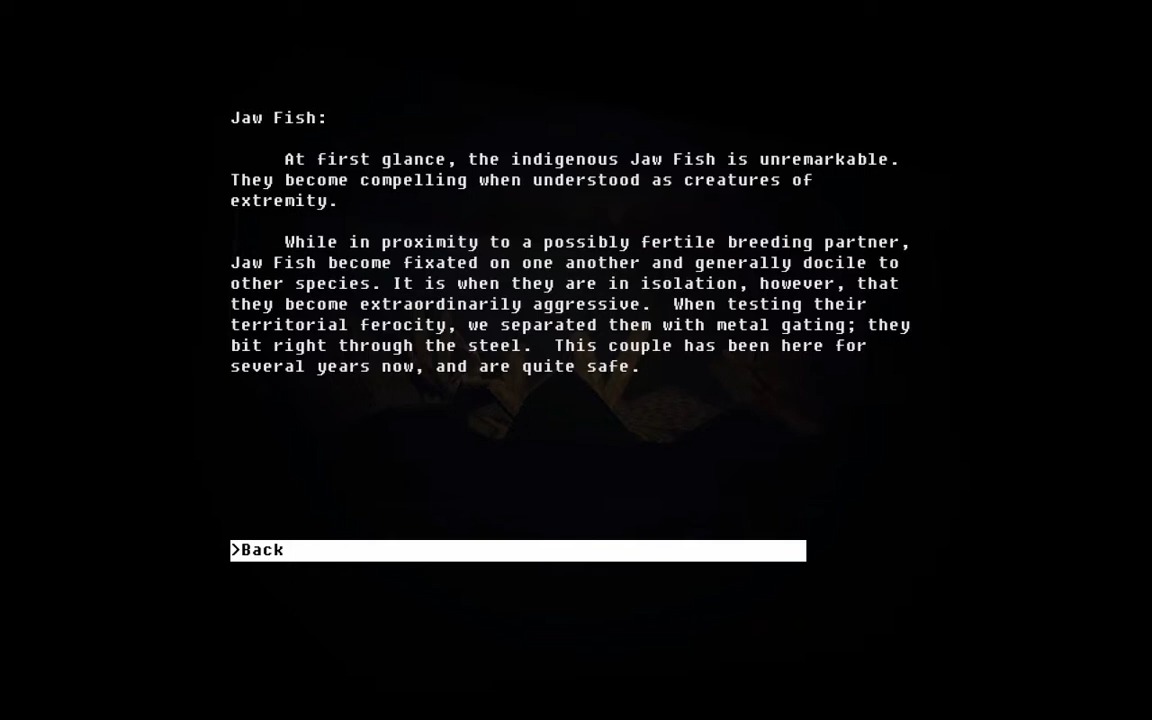 Jaw Fish:
At first glance, the indigenous Jaw Fish is unremarkable.
They become compelling when understood as creatures of
extremity.
While in proximity to a possibly fertile breeding partner,
Jaw Fish become fixated on one another and generally docile to
other species. It is when they are in isolation, however, that
they become extraordinarily aggressive.  When testing their
territorial ferocity, we separated them with metal gating; they
bit right through the steel.  This couple has been here for
several years now, and are quite safe.
>Back